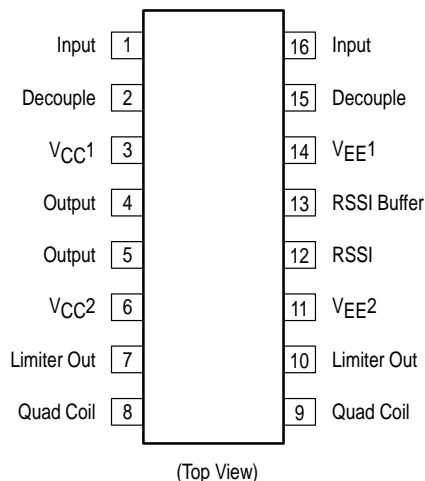 Input 1 16 Input
Decouple 2 15 Decouple
VCC1 3 14 VEE1
Output 4 13 RSSI Buffer
Output 5 12 RSSI
VCC2 6 11 VEE2
Limiter Out 7 10 Limiter Out
Quad Coil 8 9 Quad Coil
(Top View)